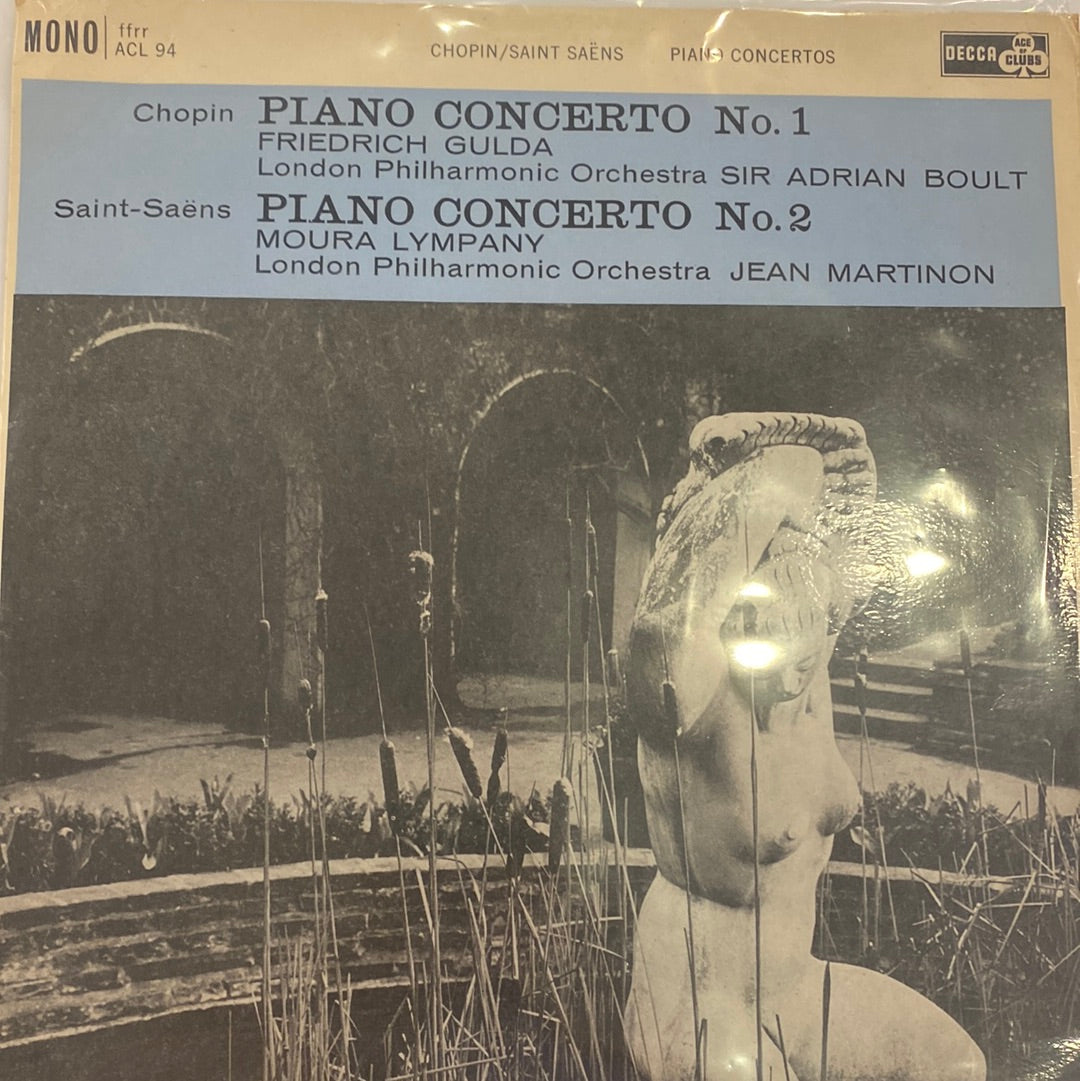 MONO
ffrr
ACL 94
CHOPIN/SAINT SAËNS PIANO CONCERTOS
DECCA
ACE OF CLUBS
Chopin PIANO CONCERTO No. 1
FRIEDRICH GULDA
London Philharmonic Orchestra SIR ADRIAN BOULT
Saint-Saëns PIANO CONCERTO No. 2
MOURA LYMPANY
London Philharmonic Orchestra JEAN MARTINON